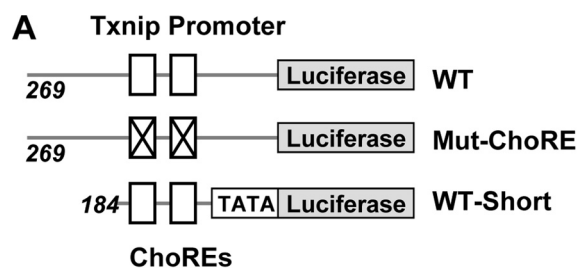 A
Txnip Promoter
269 Luciferase WT
269 Luciferase Mut-ChoRE
184 TATA Luciferase WT-Short
ChoREs